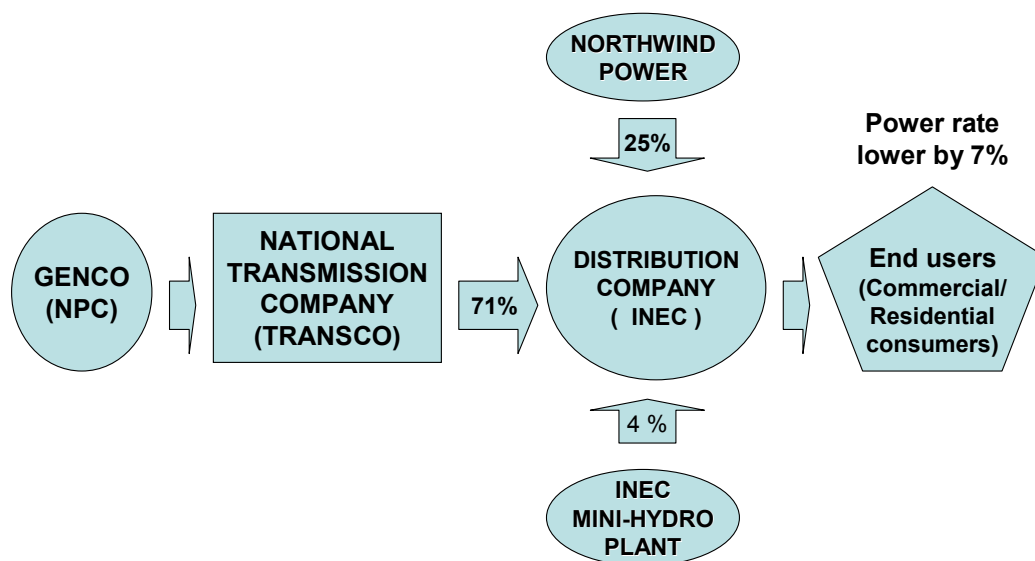 NORTHWIND
POWER
25%
Power rate
lower by 7%
GENCO
(NPC)
NATIONAL
TRANSMISSION
COMPANY
(TRANSCO)
71%
DISTRIBUTION
COMPANY
( INEC )
End users
(Commercial/
Residential
consumers)
4 %
INEC
MINI-HYDRO
PLANT